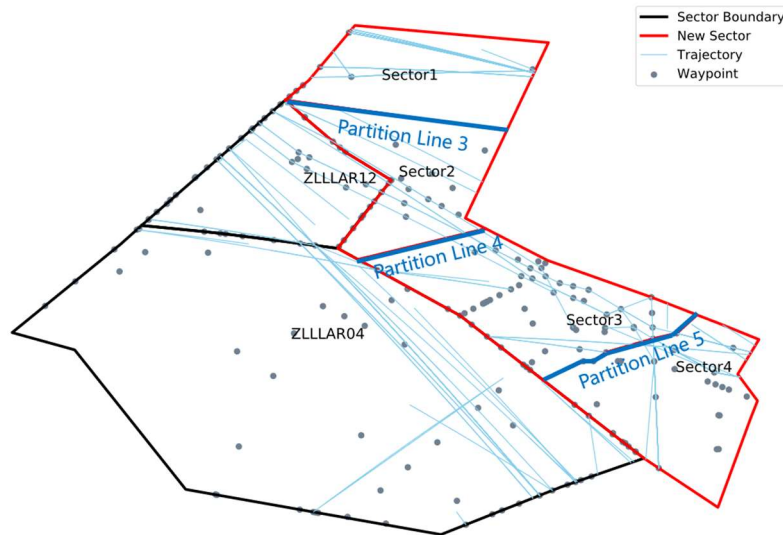 Sector Boundary
New Sector
Trajectory
Waypoint
Sector1
Partition Line 3
ZLLLAR12
Sector2
Partition Line 4
ZLLLAR04
Sector3
Partition Line 5
Sector4